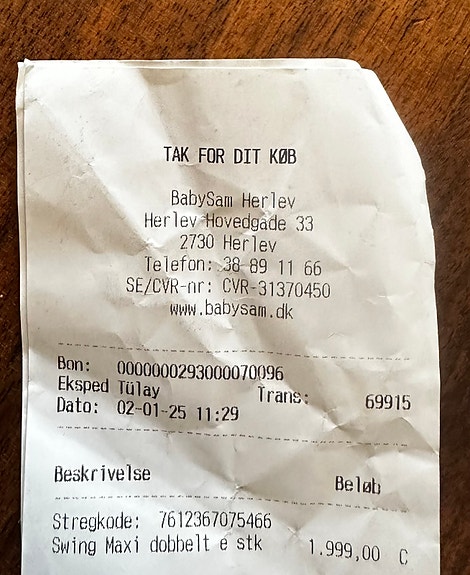 TAK FOR DIT KØB
BabySam Herlev
Herlev Hovedgade 33
2730 Herlev
Telefon: 38 89 11 66
SE/CVR-nr: CVR-31370450
www.babysam.dk
Bon: 0000000293000070096
Eksped Tülay Trans: 69915
Dato: 02-01-25 11:29
Beskrivelse Beløb
Stregkode: 7612367075466
Swing Maxi dobbelt e stk 1.999,00 C